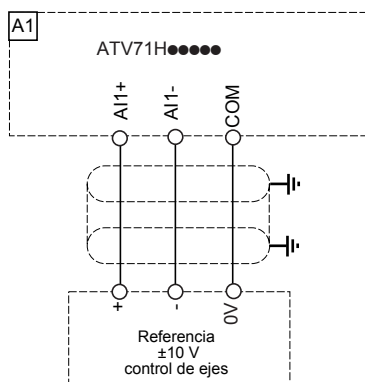 A1
ATV71H●●●●●
AI1+
AI1-
COM
+
-
0V
Referencia
±10 V
control de ejes